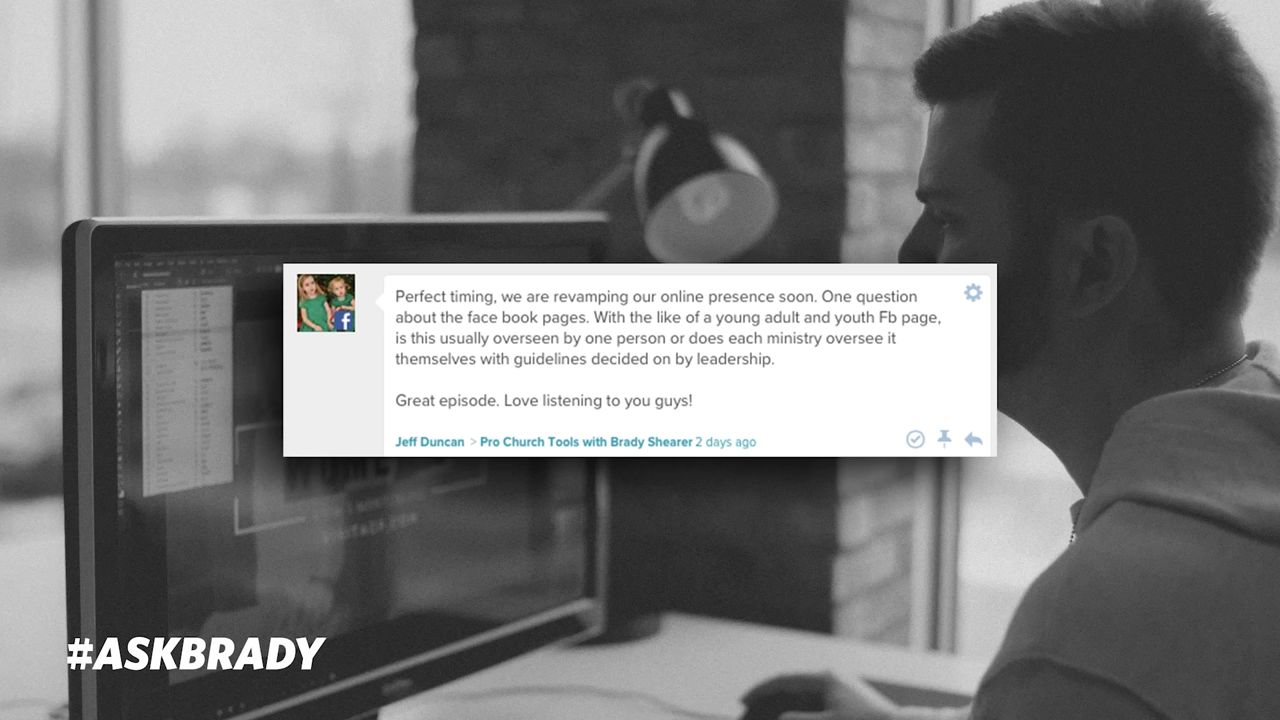 Perfect timing, we are revamping our online presence soon. One question
about the face book pages. With the like of a young adult and youth Fb page,
is this usually overseen by one person or does each ministry oversee it
themselves with guidelines decided on by leadership.
Great episode. Love listening to you guys!
Jeff Duncan > Pro Church Tools with Brady Shearer 2 days ago
#ASKBRADY